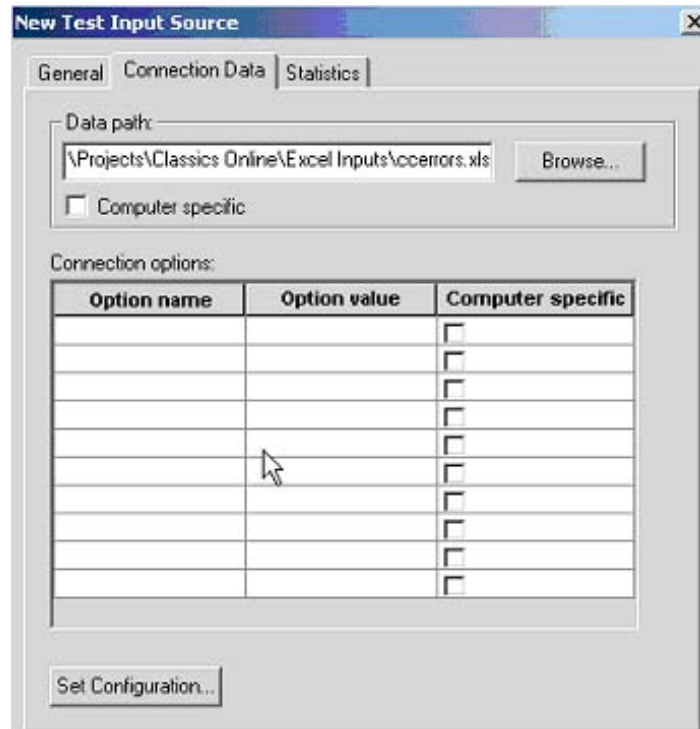 New Test Input Source
General Connection Data Statistics
Data path:
\Projects\Classics Online\Excel Inputs\ccerrors.xls Browse...
Computer specific
Connection options:
Option name Option value Computer specific
Set Configuration...